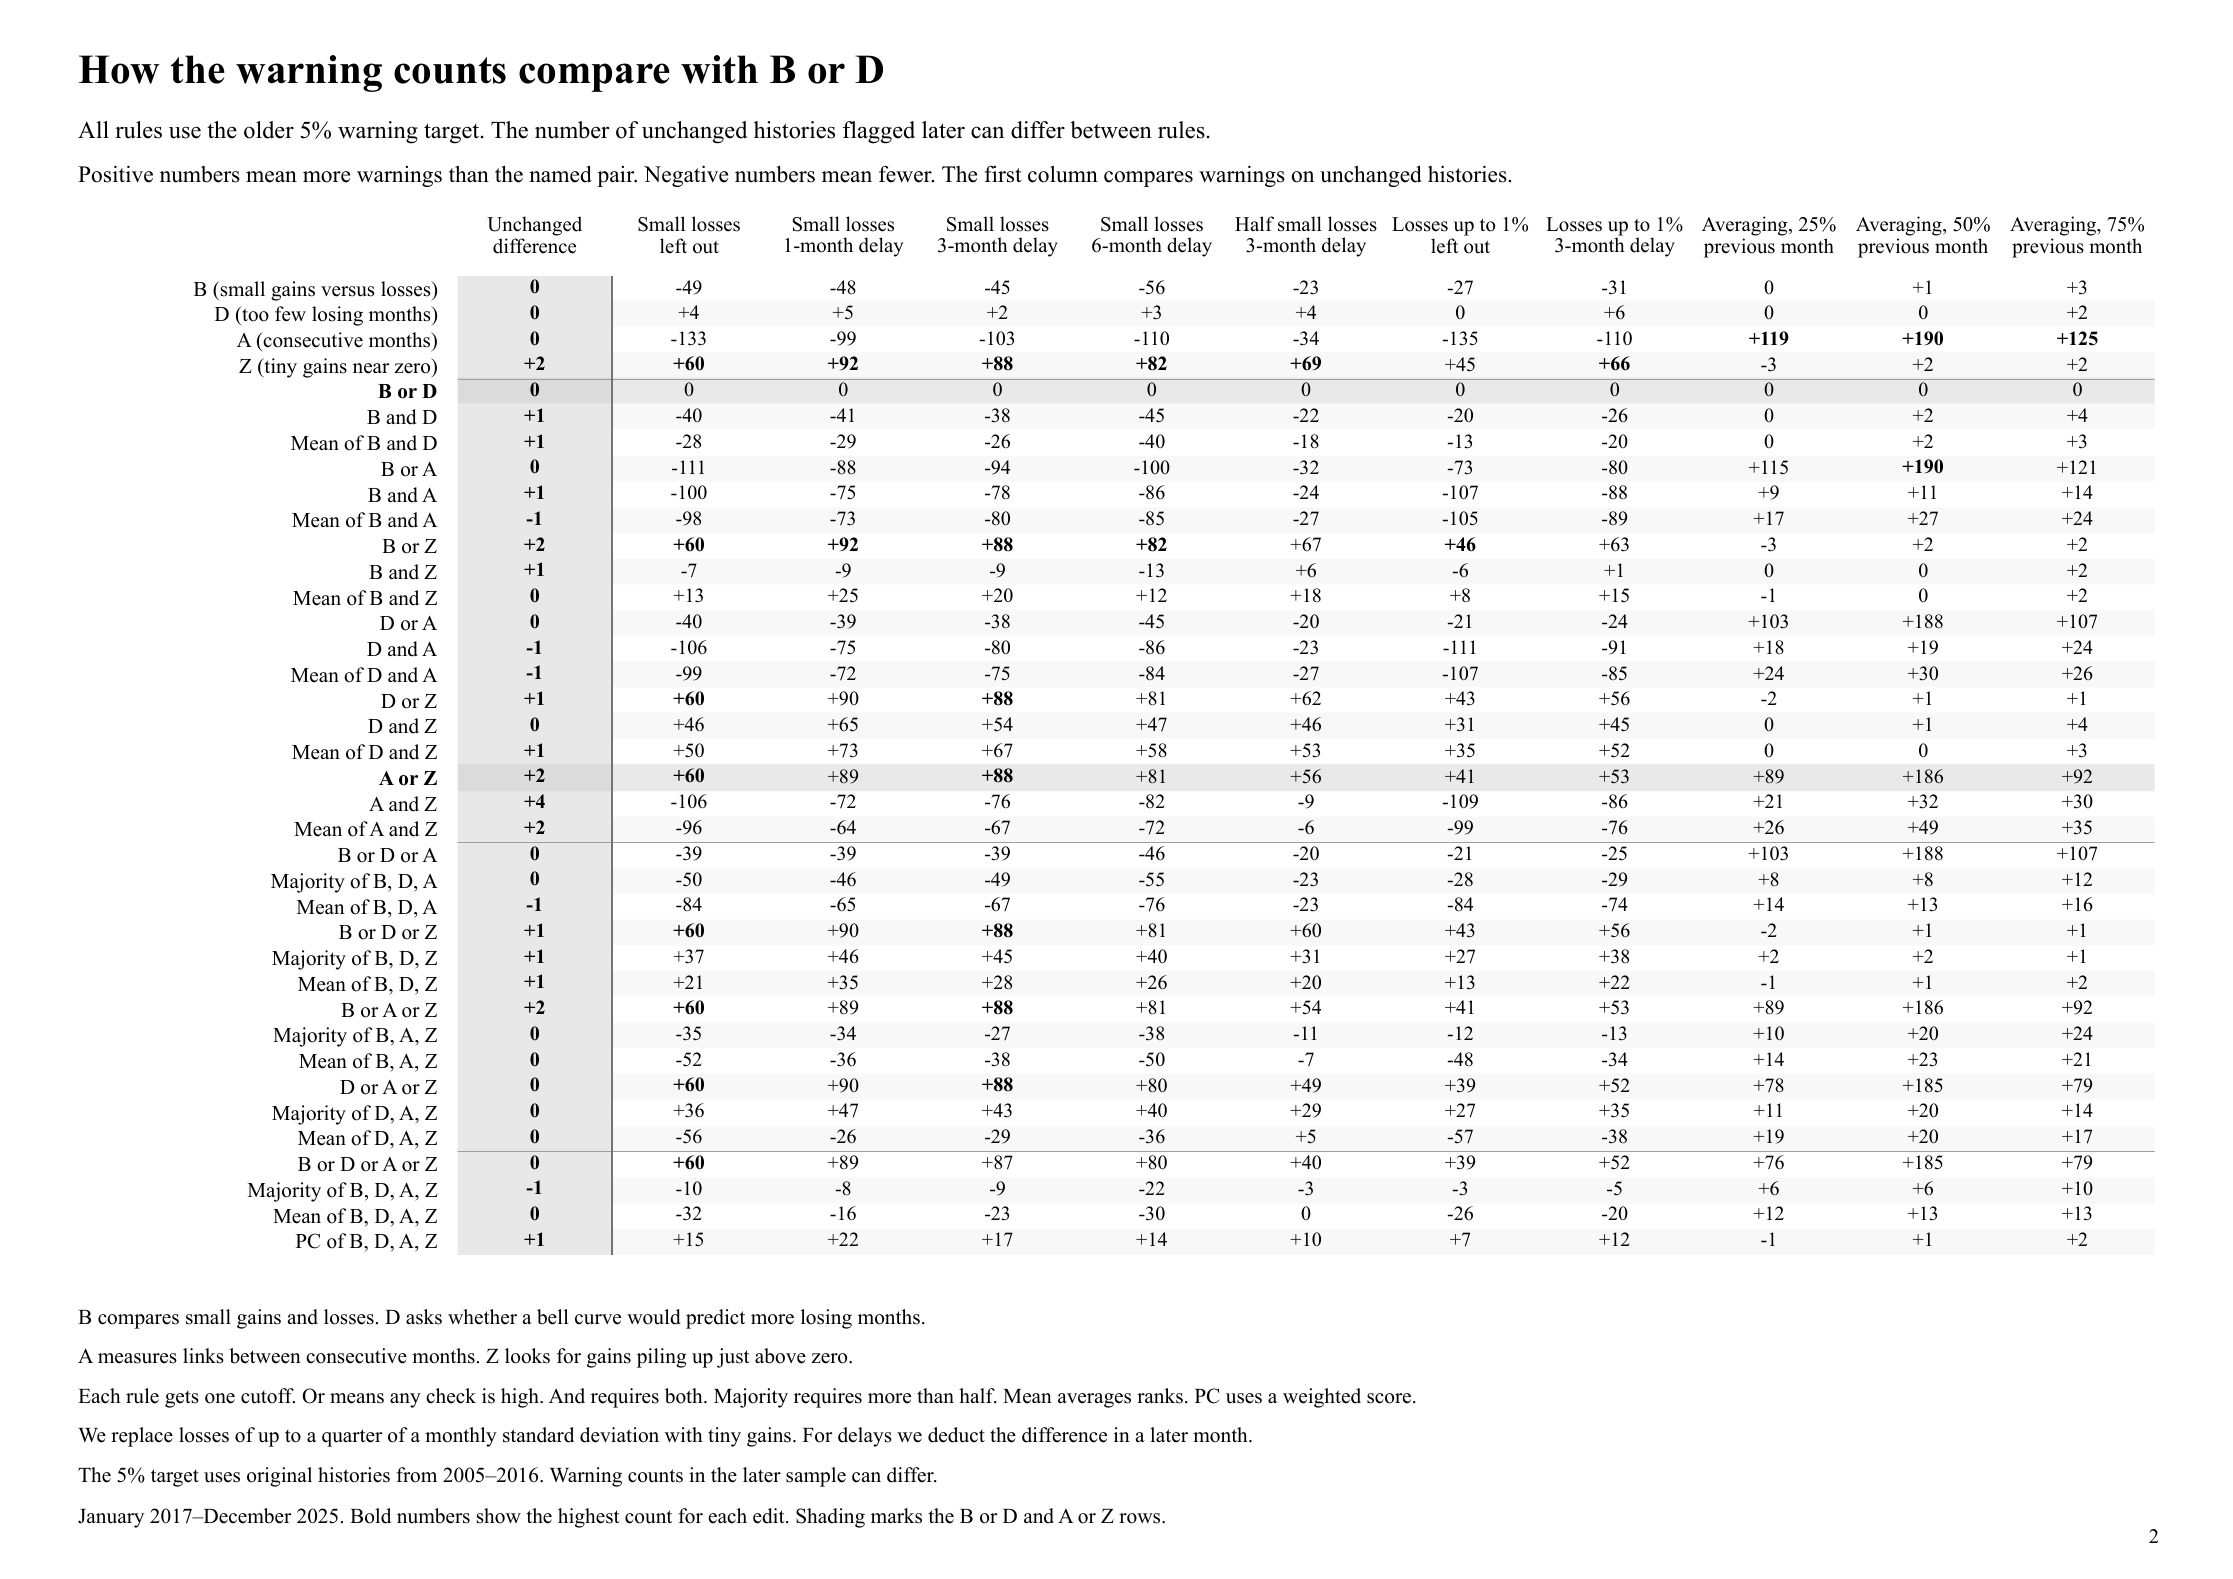 How the warning counts compare with B or D
All rules use the older 5% warning target. The number of unchanged histories flagged later can differ between rules.
Positive numbers mean more warnings than the named pair. Negative numbers mean fewer. The first column compares warnings on unchanged histories.
Unchanged Small losses Small losses Small losses Small losses Half small losses Losses up to 1% Losses up to 1% Averaging, 25% Averaging, 50% Averaging, 75%
difference left out 1-month delay 3-month delay 6-month delay 3-month delay left out 3-month delay previous month previous month previous month
B (small gains versus losses) 0 -49 -48 -45 -56 -23 -27 -31 0 +1 +3
D (too few losing months) 0 +4 +5 +2 +3 +4 0 +6 0 0 +2
A (consecutive months) 0 -133 -99 -103 -110 -34 -135 -110 +119 +190 +125
Z (tiny gains near zero) +2 +60 +92 +88 +82 +69 +45 +66 -3 +2 +2
B or D 0 0 0 0 0 0 0 0 0 0 0
B and D +1 -40 -41 -38 -45 -22 -20 -26 0 +2 +4
Mean of B and D +1 -28 -29 -26 -40 -18 -13 -20 0 +2 +3
B or A 0 -111 -88 -94 -100 -32 -73 -80 +115 +190 +121
B and A +1 -100 -75 -78 -86 -24 -107 -88 +9 +11 +14
Mean of B and A -1 -98 -73 -80 -85 -27 -105 -89 +17 +27 +24
B or Z +2 +60 +92 +88 +82 +67 +46 +63 -3 +2 +2
B and Z +1 -7 -9 -9 -13 +6 -6 +1 0 0 +2
Mean of B and Z 0 +13 +25 +20 +12 +18 +8 +15 -1 0 +2
D or A 0 -40 -39 -38 -45 -20 -21 -24 +103 +188 +107
D and A -1 -106 -75 -80 -86 -23 -111 -91 +18 +19 +24
Mean of D and A -1 -99 -72 -75 -84 -27 -107 -85 +24 +30 +26
D or Z +1 +60 +90 +88 +81 +62 +43 +56 -2 +1 +1
D and Z 0 +46 +65 +54 +47 +46 +31 +45 0 +1 +4
Mean of D and Z +1 +50 +73 +67 +58 +53 +35 +52 0 0 +3
A or Z +2 +60 +89 +88 +81 +56 +41 +53 +89 +186 +92
A and Z +4 -106 -72 -76 -82 -9 -109 -86 +21 +32 +30
Mean of A and Z +2 -96 -64 -67 -72 -6 -99 -76 +26 +49 +35
B or D or A 0 -39 -39 -39 -46 -20 -21 -25 +103 +188 +107
Majority of B, D, A 0 -50 -46 -49 -55 -23 -28 -29 +8 +8 +12
Mean of B, D, A -1 -84 -65 -67 -76 -23 -84 -74 +14 +13 +16
B or D or Z +1 +60 +90 +88 +81 +60 +43 +56 -2 +1 +1
Majority of B, D, Z +1 +37 +46 +45 +40 +31 +27 +38 +2 +2 +1
Mean of B, D, Z +1 +21 +35 +28 +26 +20 +13 +22 -1 +1 +2
B or A or Z +2 +60 +89 +88 +81 +54 +41 +53 +89 +186 +92
Majority of B, A, Z 0 -35 -34 -27 -38 -11 -12 -13 +10 +20 +24
Mean of B, A, Z 0 -52 -36 -38 -50 -7 -48 -34 +14 +23 +21
D or A or Z 0 +60 +90 +88 +80 +49 +39 +52 +78 +185 +79
Majority of D, A, Z 0 +36 +47 +43 +40 +29 +27 +35 +11 +20 +14
Mean of D, A, Z 0 -56 -26 -29 -36 +5 -57 -38 +19 +20 +17
B or D or A or Z 0 +60 +89 +87 +80 +40 +39 +52 +76 +185 +79
Majority of B, D, A, Z -1 -10 -8 -9 -22 -3 -3 -5 +6 +6 +10
Mean of B, D, A, Z 0 -32 -16 -23 -30 0 -26 -20 +12 +13 +13
PC of B, D, A, Z +1 +15 +22 +17 +14 +10 +7 +12 -1 +1 +2
B compares small gains and losses. D asks whether a bell curve would predict more losing months.
A measures links between consecutive months. Z looks for gains piling up just above zero.
Each rule gets one cutoff. Or means any check is high. And requires both. Majority requires more than half. Mean averages ranks. PC uses a weighted score.
We replace losses of up to a quarter of a monthly standard deviation with tiny gains. For delays we deduct the difference in a later month.
The 5% target uses original histories from 2005–2016. Warning counts in the later sample can differ.
January 2017–December 2025. Bold numbers show the highest count for each edit. Shading marks the B or D and A or Z rows.
2